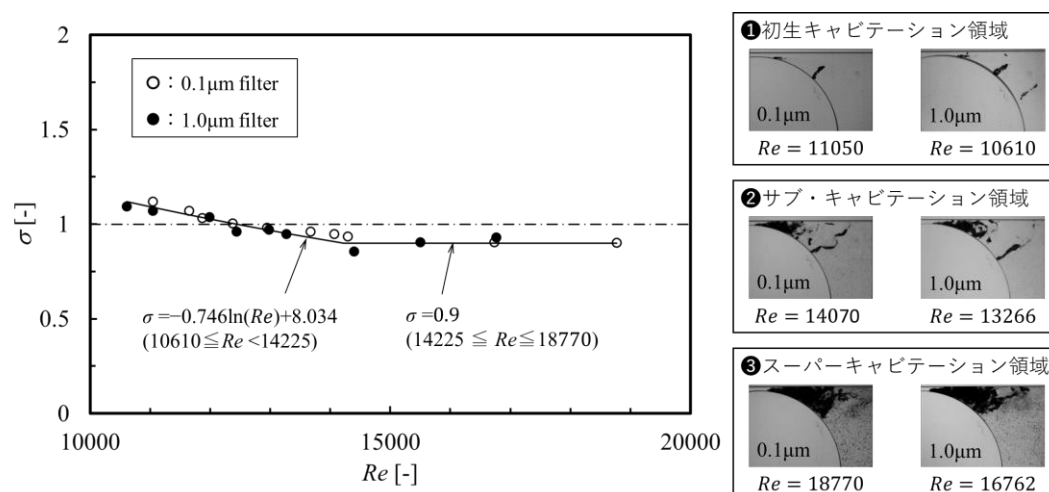 2
1.5
1
0.5
0
σ [-]
○：0.1μm filter
●：1.0μm filter
σ =−0.746ln(Re)+8.034
(10610≦Re <14225)
σ =0.9
(14225 ≦ Re≦18770)
10000 15000 20000
Re [-]
❶初生キャビテーション領域
0.1μm 1.0μm
Re = 11050 Re = 10610
❷サブ・キャビテーション領域
0.1μm 1.0μm
Re = 14070 Re = 13266
❸スーパーキャビテーション領域
0.1μm 1.0μm
Re = 18770 Re = 16762